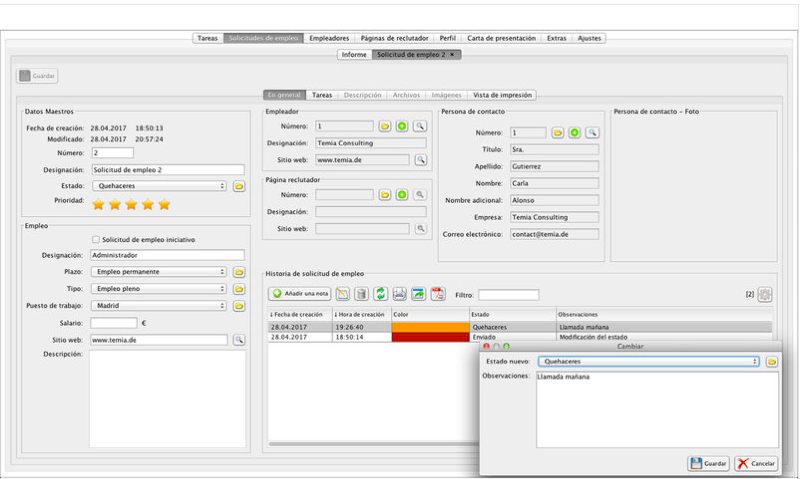 Tareas Solicitudes de empleo Empleadores Páginas de reclutador Perfil Carta de presentación Extras Ajustes
Informe Solicitud de empleo 2 ×
Guardar
En general Tareas Descripción Archivos Imágenes Vista de impresión
Datos Maestros
Fecha de creación: 28.04.2017 18:50:13
Modificado: 28.04.2017 20:57:24
Número: 2
Designación: Solicitud de empleo 2
Estado: Quehaceres
Prioridad:
Empleo
Solicitud de empleo iniciativo
Designación: Administrador
Plazo: Empleo permanente
Tipo: Empleo pleno
Puesto de trabajo: Madrid
Salario: €
Sitio web: www.temia.de
Descripción:
Empleador
Número: 1
Designación: Temia Consulting
Sitio web: www.temia.de
Página reclutador
Número:
Designación:
Sitio web:
Persona de contacto
Número: 1
Título: Sra.
Apellido: Gutierrez
Nombre: Carla
Nombre adicional: Alonso
Empresa: Temia Consulting
Correo electrónico: contact@temia.de
Persona de contacto - Foto
Historia de solicitud de empleo
Añadir una nota Filtro: [2]
↓ Fecha de creación ↓ Hora de creación Color Estado Observaciones
28.04.2017 19:26:40 Quehaceres Llamada mañana
28.04.2017 18:50:14 Enviado Modificación del estado
Cambiar
Estado nuevo: Quehaceres
Observaciones: Llamada mañana
Guardar Cancelar